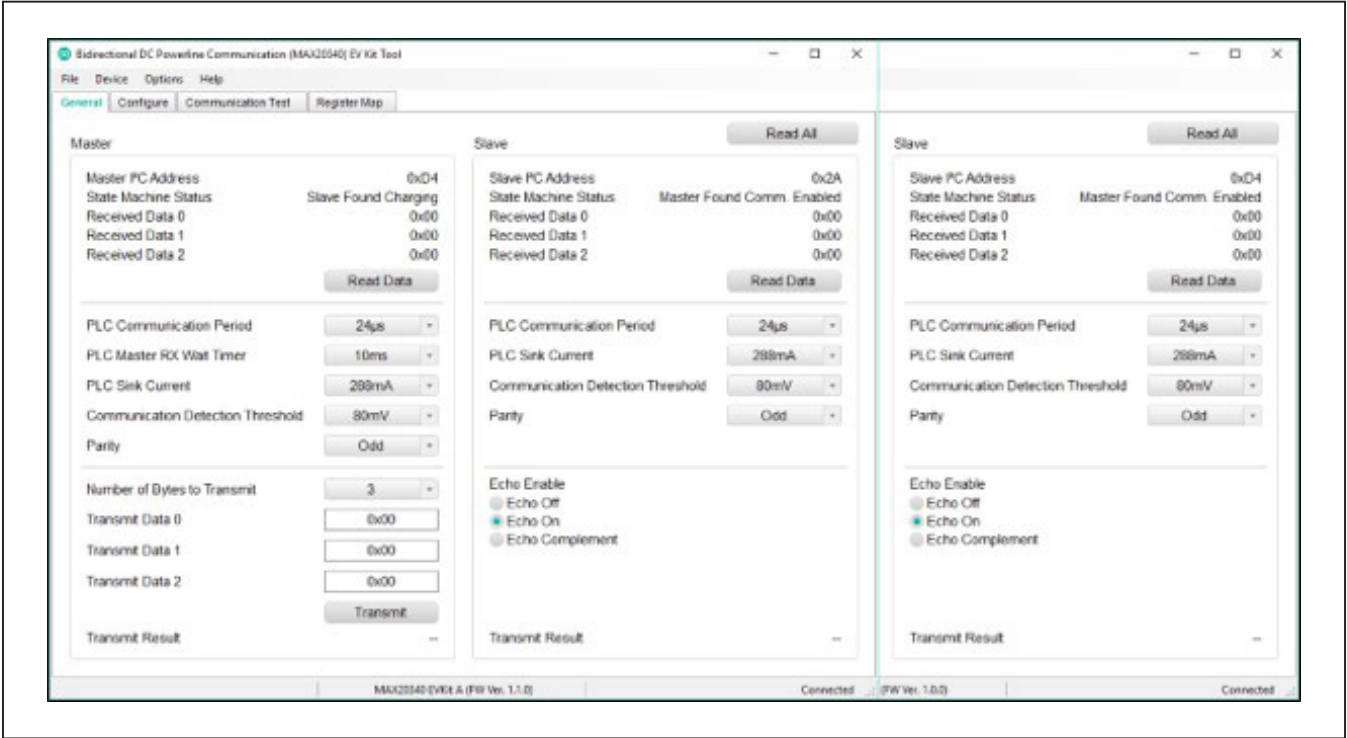 Bidirectional DC Powerline Communication (MAX20340) EV Kit Tool
File Device Options Help
General Configure Communication Test Register Map
Master
Master I²C Address 0xD4
State Machine Status Slave Found Charging
Received Data 0 0x00
Received Data 1 0x00
Received Data 2 0x00
Read Data
PLC Communication Period 24µs
PLC Master RX Wait Timer 10ms
PLC Sink Current 288mA
Communication Detection Threshold 80mV
Parity Odd
Number of Bytes to Transmit 3
Transmit Data 0 0x00
Transmit Data 1 0x00
Transmit Data 2 0x00
Transmit
Transmit Result --
Read All
Slave
Slave I²C Address 0x2A
State Machine Status Master Found Comm. Enabled
Received Data 0 0x00
Received Data 1 0x00
Received Data 2 0x00
Read Data
PLC Communication Period 24µs
PLC Sink Current 288mA
Communication Detection Threshold 80mV
Parity Odd
Echo Enable
Echo Off
Echo On
Echo Complement
Transmit Result --
Read All
Slave
Slave I²C Address 0xD4
State Machine Status Master Found Comm. Enabled
Received Data 0 0x00
Received Data 1 0x00
Received Data 2 0x00
Read Data
PLC Communication Period 24µs
PLC Sink Current 288mA
Communication Detection Threshold 80mV
Parity Odd
Echo Enable
Echo Off
Echo On
Echo Complement
Transmit Result --
MAX20340 EVKit A (FW Ver. 1.1.0) Connected
(FW Ver. 1.0.0) Connected